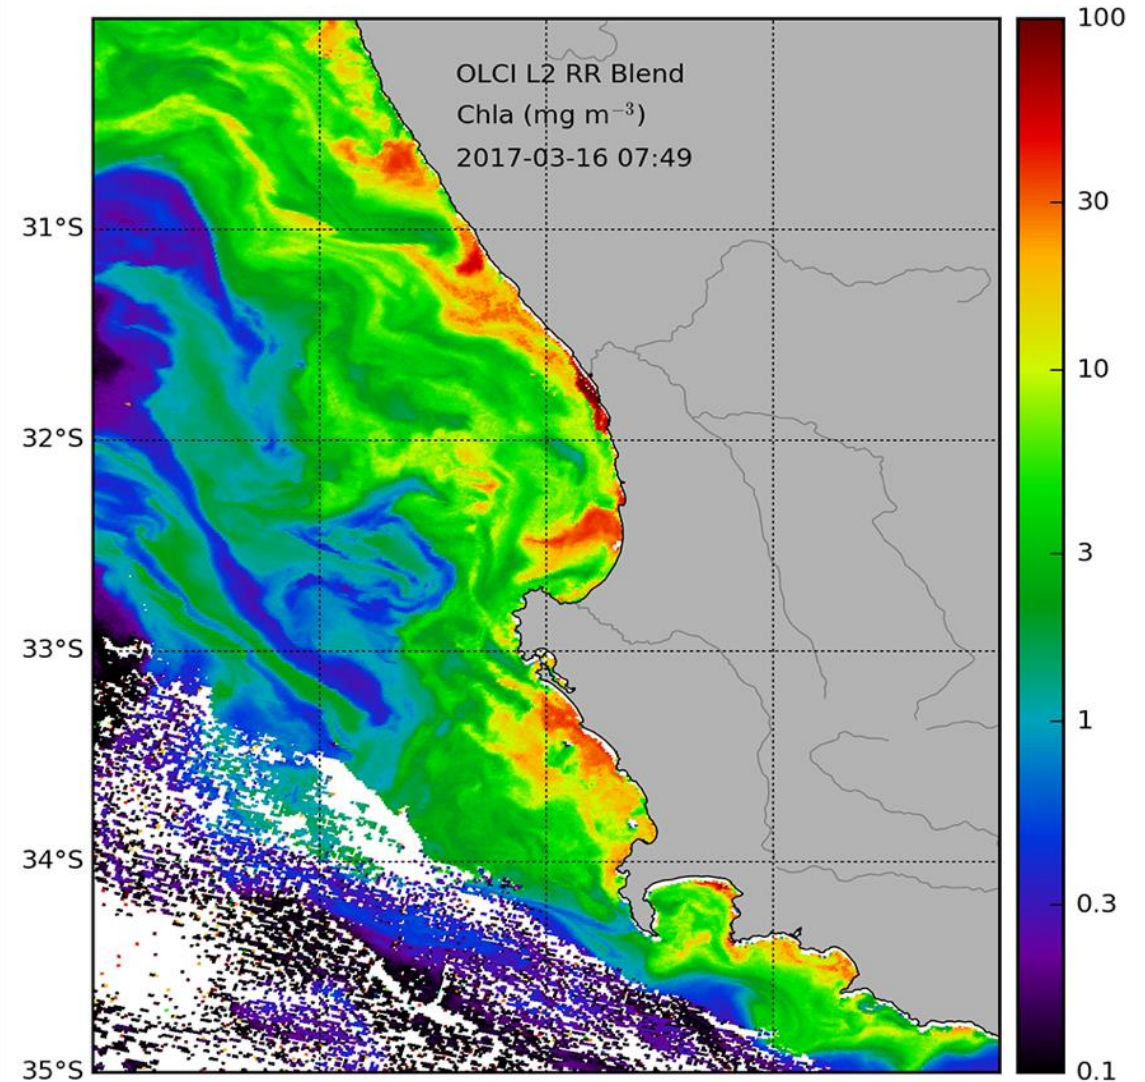 OLCI L2 RR Blend
Chla (mg m⁻³)
2017-03-16 07:49
31°S
32°S
33°S
34°S
35°S
100
30
10
3
1
0.3
0.1